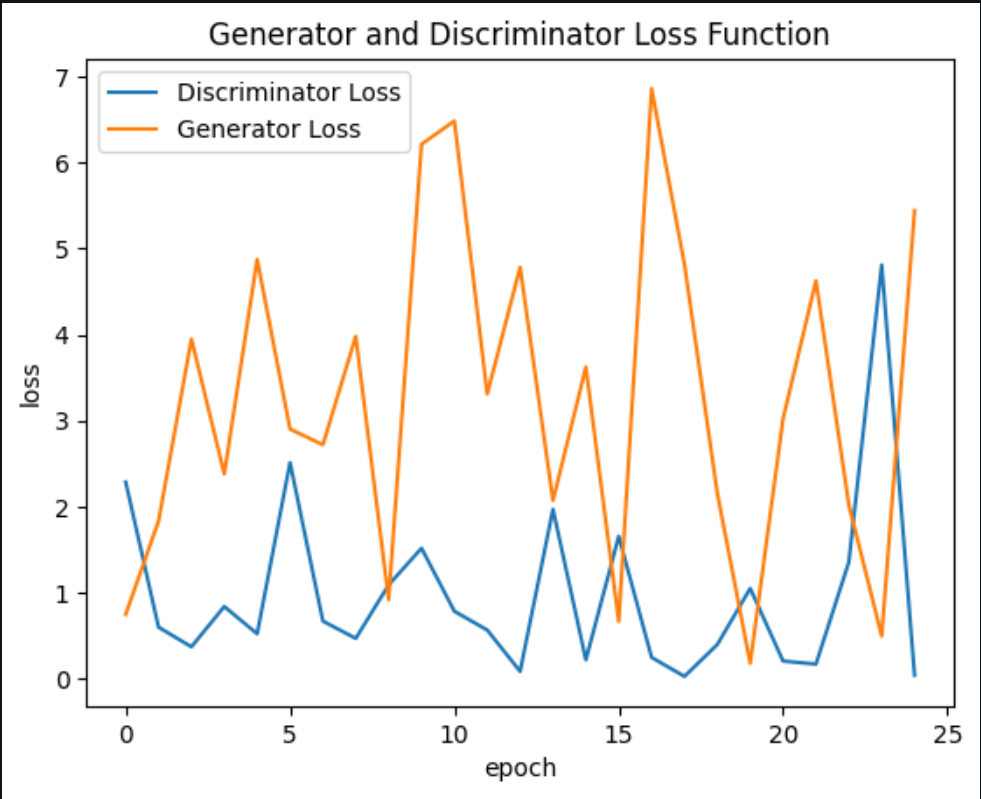 Generator and Discriminator Loss Function
Discriminator Loss
Generator Loss
7
6
5
4
3
2
1
0
loss
0 5 10 15 20 25
epoch